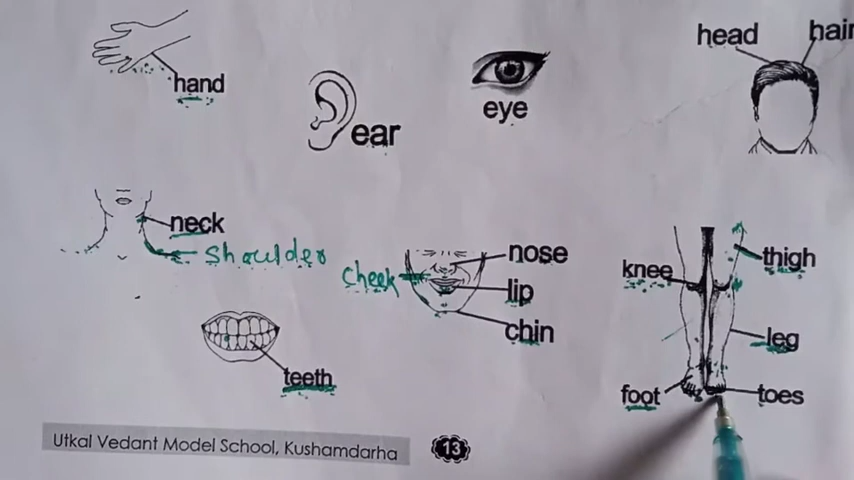 head hair
hand
eye
ear
neck
shoulder
nose
cheek
lip
chin
knee
thigh
leg
teeth
foot
toes
Utkal Vedant Model School, Kushamdarha
13